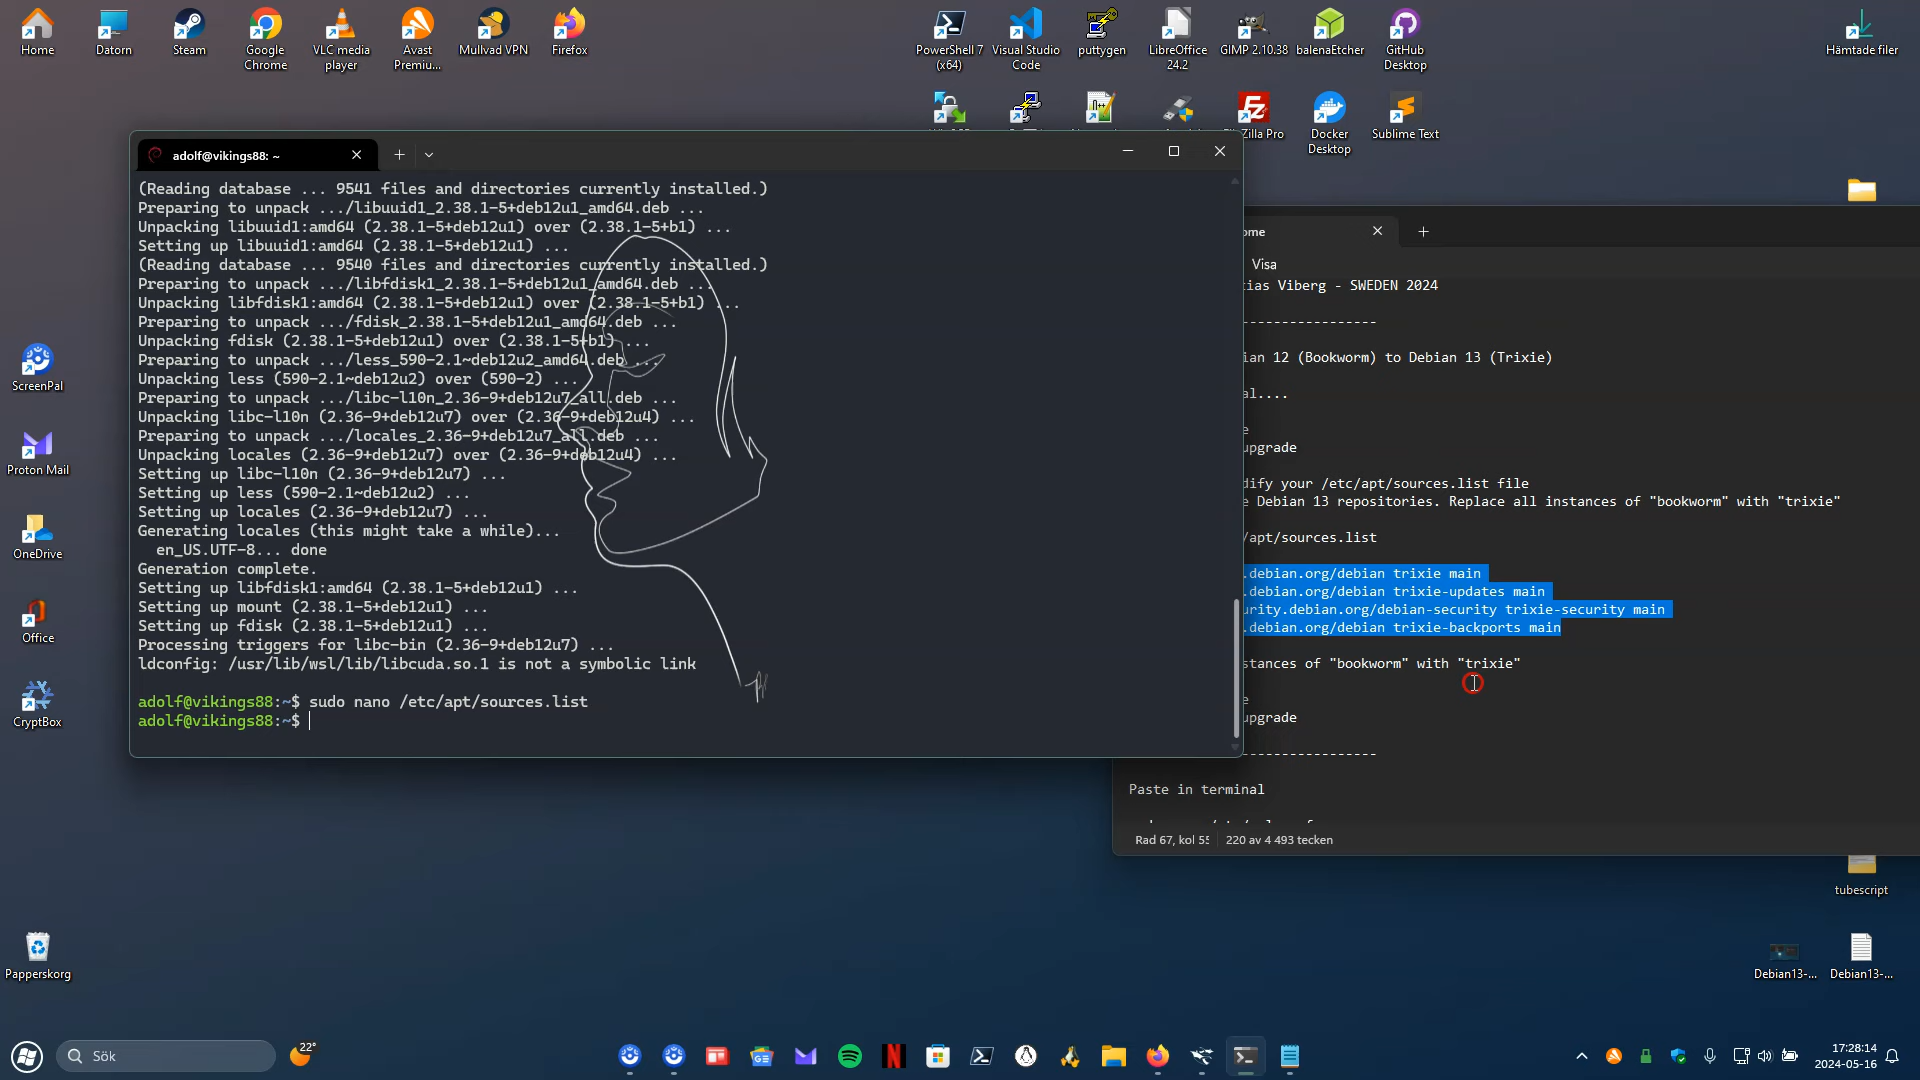 Home
Datorn
Steam
Google
Chrome
VLC media
player
Avast
Premiu...
Mullvad VPN
Firefox
PowerShell 7
(x64)
Visual Studio
Code
puttygen
LibreOffice
24.2
GIMP 2.10.38
balenaEtcher
GitHub
Desktop
Hämtade filer
Zilla Pro
Docker
Desktop
Sublime Text
adolf@vikings88: ~
(Reading database ... 9541 files and directories currently installed.)
Preparing to unpack .../libuuid1_2.38.1-5+deb12u1_amd64.deb ...
Unpacking libuuid1:amd64 (2.38.1-5+deb12u1) over (2.38.1-5+b1) ...
Setting up libuuid1:amd64 (2.38.1-5+deb12u1) ...
(Reading database ... 9540 files and directories currently installed.)
Preparing to unpack .../libfdisk1_2.38.1-5+deb12u1_amd64.deb ...
Unpacking libfdisk1:amd64 (2.38.1-5+deb12u1) over (2.38.1-5+b1) ...
Preparing to unpack .../fdisk_2.38.1-5+deb12u1_amd64.deb ...
Unpacking fdisk (2.38.1-5+deb12u1) over (2.38.1-5+b1) ...
Preparing to unpack .../less_590-2.1~deb12u2_amd64.deb ...
Unpacking less (590-2.1~deb12u2) over (590-2) ...
Preparing to unpack .../libc-l10n_2.36-9+deb12u7_all.deb ...
Unpacking libc-l10n (2.36-9+deb12u7) over (2.36-9+deb12u4) ...
Preparing to unpack .../locales_2.36-9+deb12u7_all.deb ...
Unpacking locales (2.36-9+deb12u7) over (2.36-9+deb12u4) ...
Setting up libc-l10n (2.36-9+deb12u7) ...
Setting up less (590-2.1~deb12u2) ...
Setting up locales (2.36-9+deb12u7) ...
Generating locales (this might take a while)...
en_US.UTF-8... done
Generation complete.
Setting up libfdisk1:amd64 (2.38.1-5+deb12u1) ...
Setting up mount (2.38.1-5+deb12u1) ...
Setting up fdisk (2.38.1-5+deb12u1) ...
Processing triggers for libc-bin (2.36-9+deb12u7) ...
ldconfig: /usr/lib/wsl/lib/libcuda.so.1 is not a symbolic link
adolf@vikings88:~$ sudo nano /etc/apt/sources.list
adolf@vikings88:~$
ome
Visa
tias Viberg - SWEDEN 2024
-----------------
ian 12 (Bookworm) to Debian 13 (Trixie)
al....
e
upgrade
dify your /etc/apt/sources.list file
e Debian 13 repositories. Replace all instances of "bookworm" with "trixie"
/apt/sources.list
.debian.org/debian trixie main
.debian.org/debian trixie-updates main
urity.debian.org/debian-security trixie-security main
.debian.org/debian trixie-backports main
stances of "bookworm" with "trixie"
e
upgrade
-----------------
Paste in terminal
Rad 67, kol 55
220 av 4 493 tecken
ScreenPal
Proton Mail
OneDrive
Office
CryptBox
Papperskorg
tubescript
Debian13-...
Debian13-...
Sök
22°
17:28:14
2024-05-16